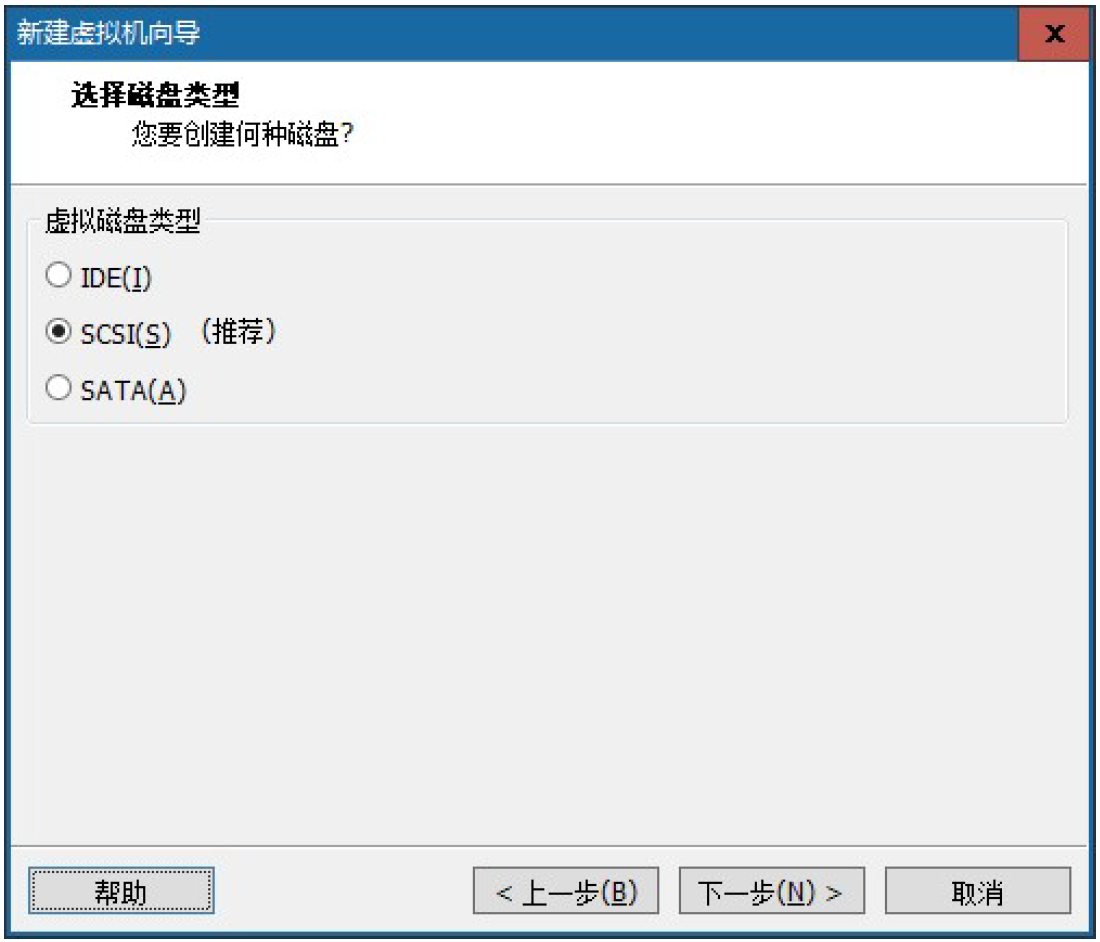 新建虚拟机向导
x
选择磁盘类型
您要创建何种磁盘?
虚拟磁盘类型
IDE(I)
SCSI(S) （推荐）
SATA(A)
帮助 < 上一步(B) 下一步(N) > 取消